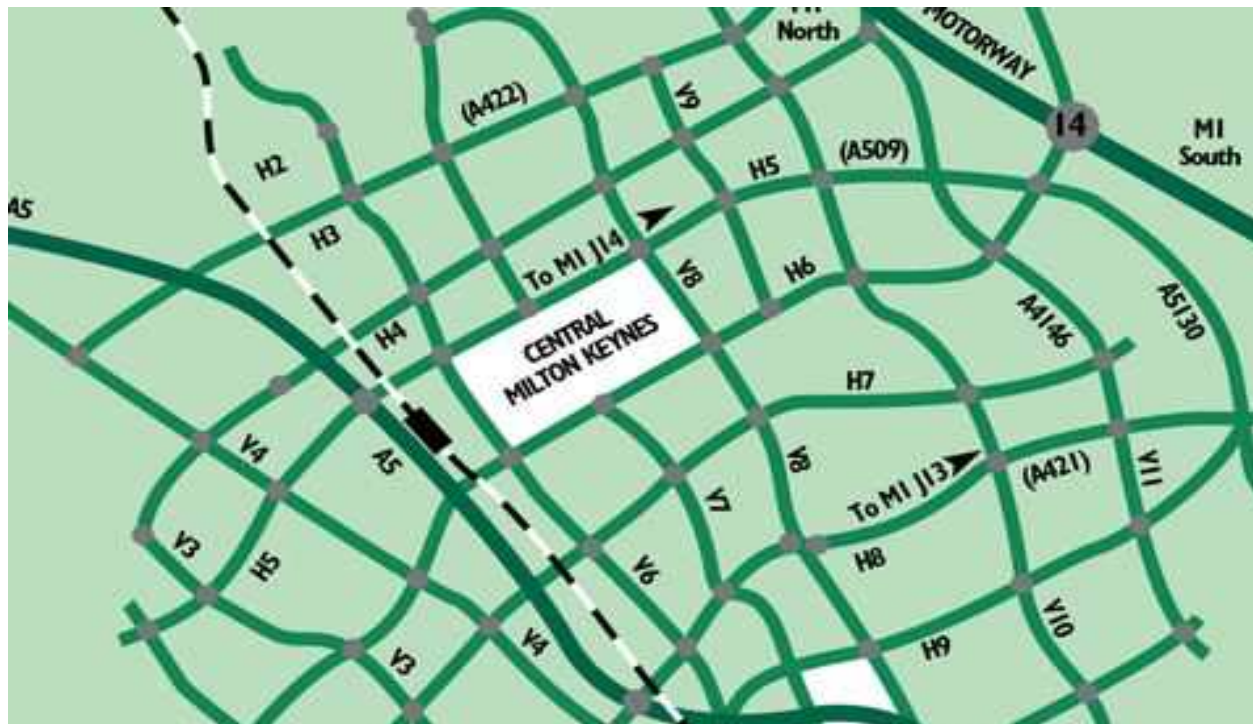 North
MOTORWAY
14
M1
South
(A422)
V9
H5
(A509)
H2
H3
A5
To M1 J14
V8
H6
A4146
A5130
CENTRAL
MILTON KEYNES
H4
H7
V4
A5
V8
To M1 J13
(A421)
V11
V7
V3
H5
V6
H8
V10
H9
V3
V4